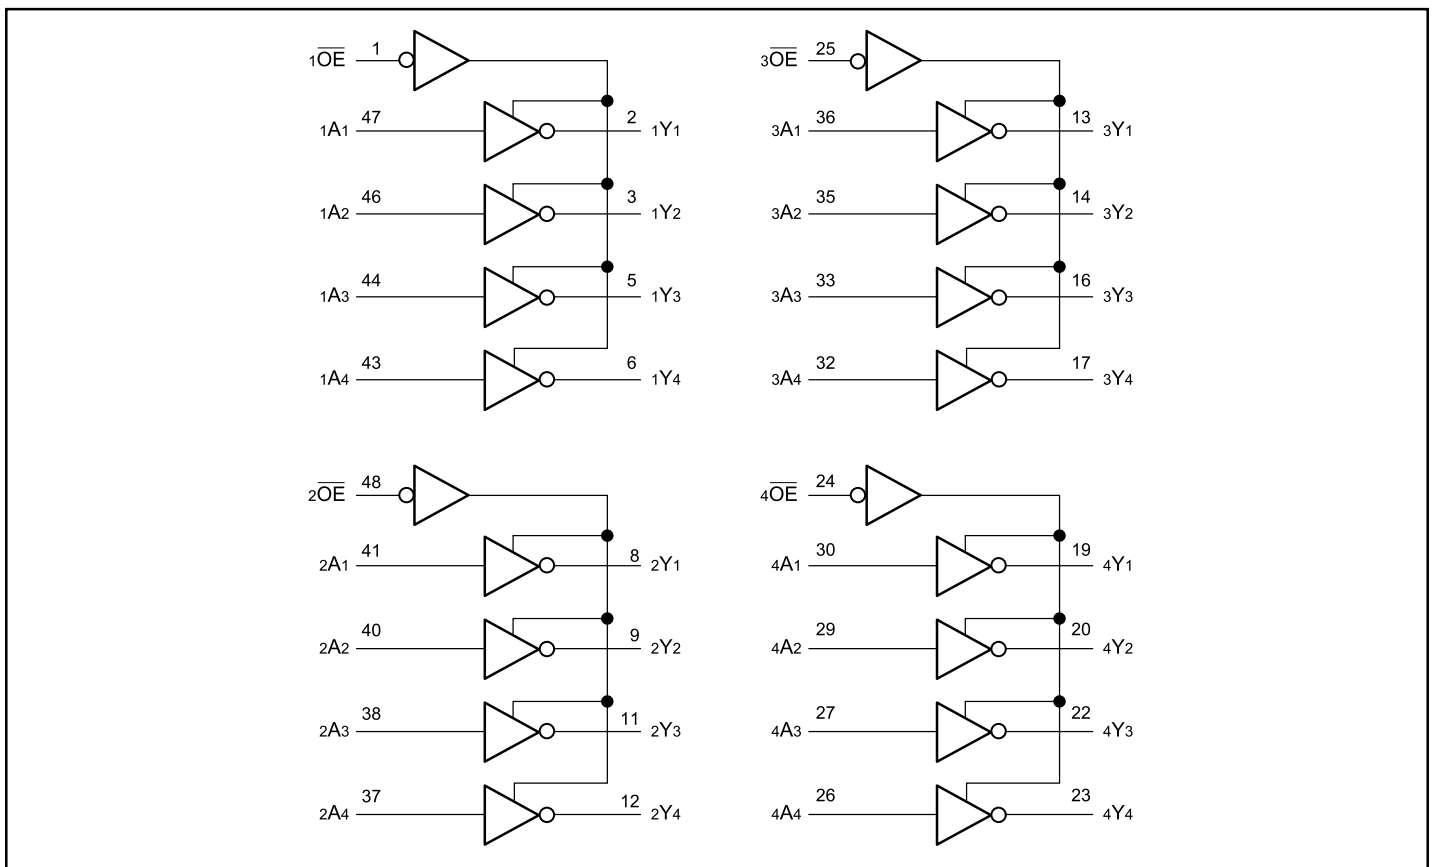 1OE 1 3OE 25
1A1 47 2 1Y1 3A1 36 13 3Y1
1A2 46 3 1Y2 3A2 35 14 3Y2
1A3 44 5 1Y3 3A3 33 16 3Y3
1A4 43 6 1Y4 3A4 32 17 3Y4
2OE 48 4OE 24
2A1 41 8 2Y1 4A1 30 19 4Y1
2A2 40 9 2Y2 4A2 29 20 4Y2
2A3 38 11 2Y3 4A3 27 22 4Y3
2A4 37 12 2Y4 4A4 26 23 4Y4